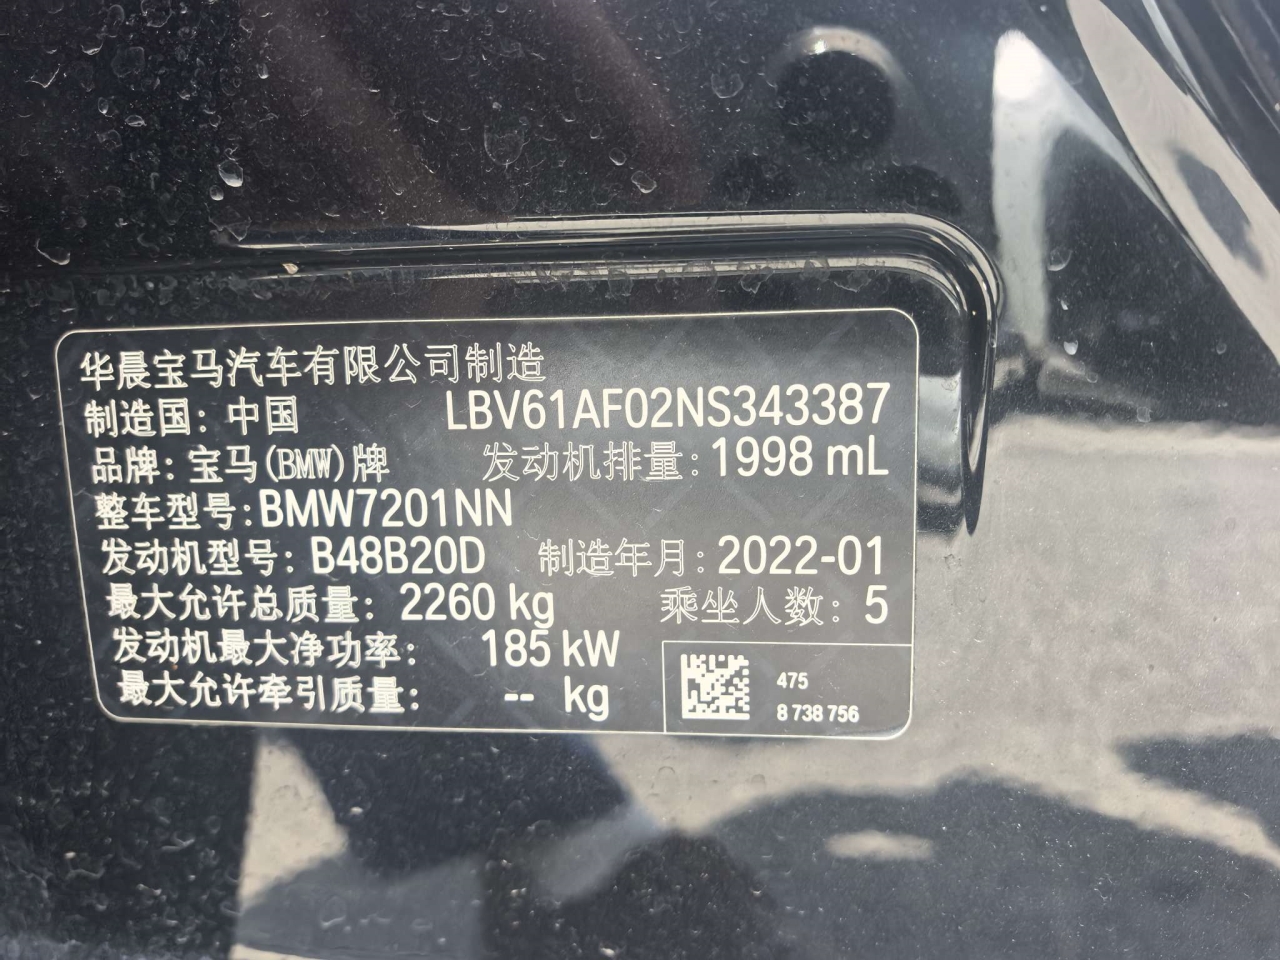 华晨宝马汽车有限公司制造
制造国：中国 LBV61AF02NS343387
品牌：宝马(BMW)牌 发动机排量：1998 mL
整车型号：BMW7201NN
发动机型号：B48B20D 制造年月：2022-01
最大允许总质量：2260 kg 乘坐人数：5
发动机最大净功率：185 kW
最大允许牵引质量：-- kg
475
8 738 756